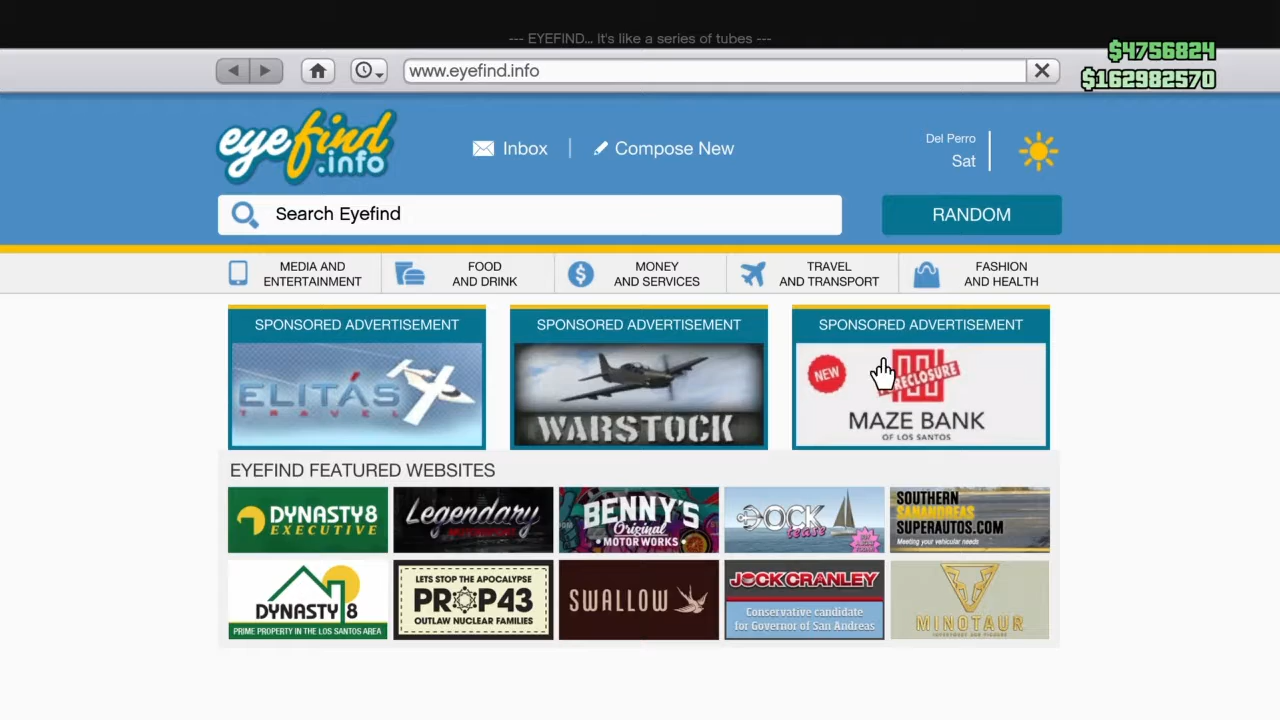 --- EYEFIND... It's like a series of tubes ---
$4756824
www.eyefind.info
$162982570
eyefind
.info
Inbox
Compose New
Del Perro
Sat
Search Eyefind
RANDOM
MEDIA AND
ENTERTAINMENT
FOOD
AND DRINK
MONEY
AND SERVICES
TRAVEL
AND TRANSPORT
FASHION
AND HEALTH
SPONSORED ADVERTISEMENT
SPONSORED ADVERTISEMENT
SPONSORED ADVERTISEMENT
ELITÁS
TRAVEL
WARSTOCK
NEW
MAZE BANK
OF LOS SANTOS
EYEFIND FEATURED WEBSITES
DYNASTY8
EXECUTIVE
Legendary
BENNY'S
Original
MOTOR WORKS
DOCK
tease
SOUTHERN
SANANDREAS
SUPERAUTOS.COM
Meeting your vehicular needs
DYNASTY 8
PRIME PROPERTY IN THE LOS SANTOS AREA
LETS STOP THE APOCALYPSE
PROP43
OUTLAW NUCLEAR FAMILIES
SWALLOW
JOCK CRANLEY
Conservative candidate
for Governor of San Andreas
MINOTAUR